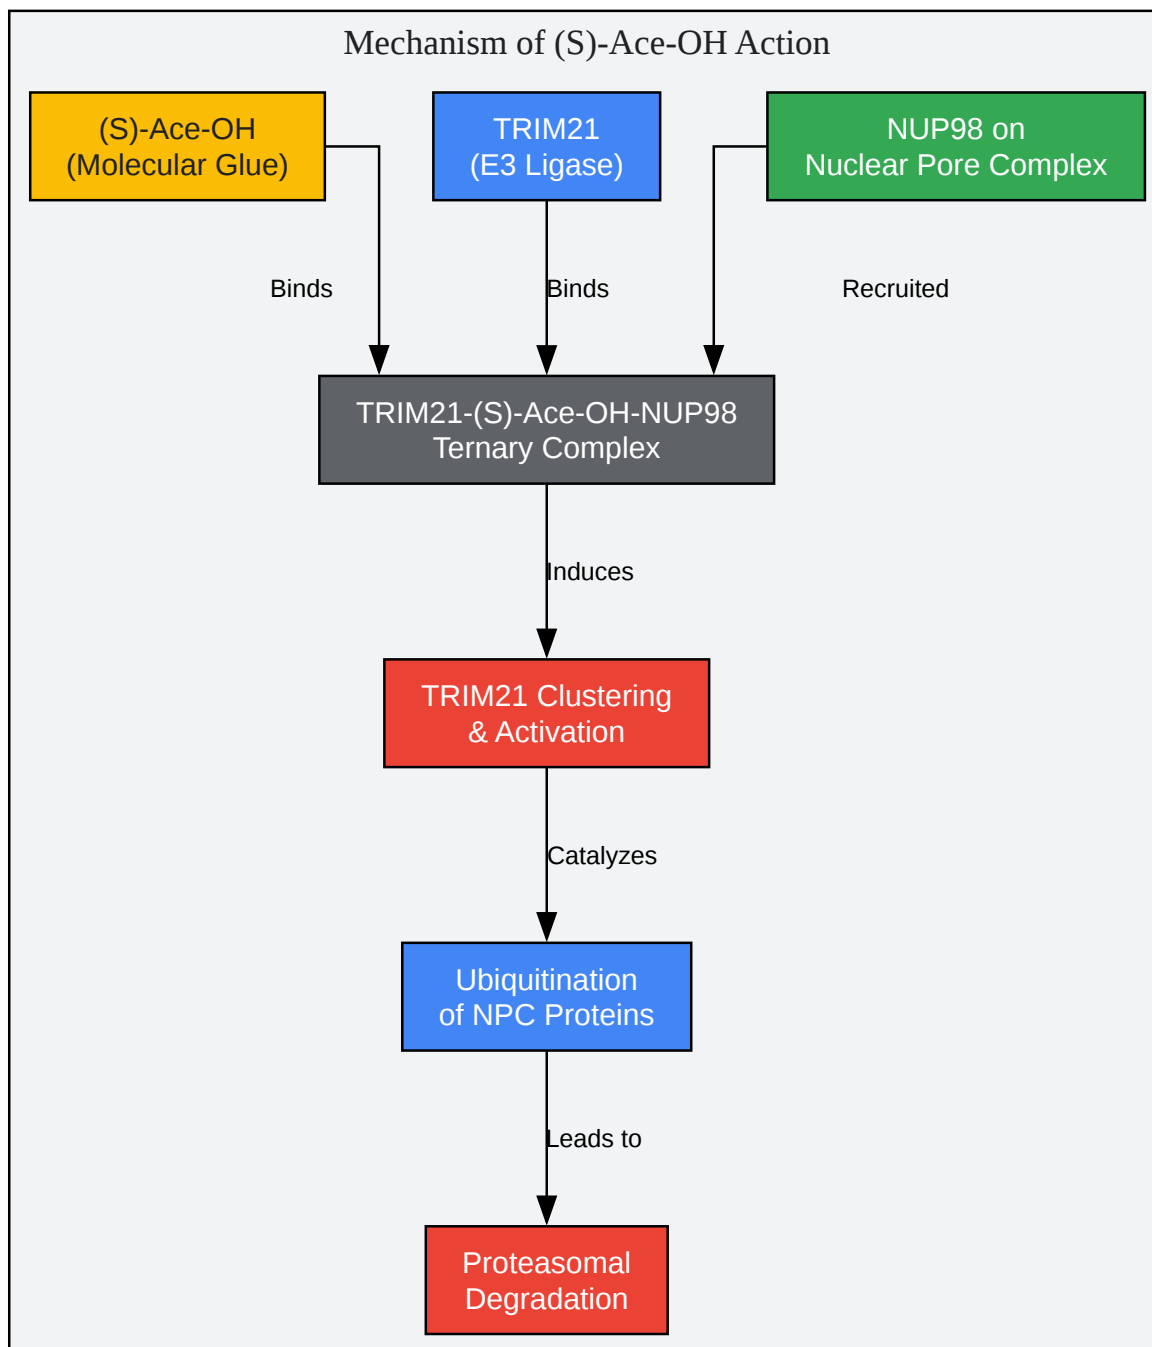 Mechanism of (S)-Ace-OH Action
(S)-Ace-OH
(Molecular Glue)
TRIM21
(E3 Ligase)
NUP98 on
Nuclear Pore Complex
Binds
Binds
Recruited
TRIM21-(S)-Ace-OH-NUP98
Ternary Complex
Induces
TRIM21 Clustering
& Activation
Catalyzes
Ubiquitination
of NPC Proteins
Leads to
Proteasomal
Degradation